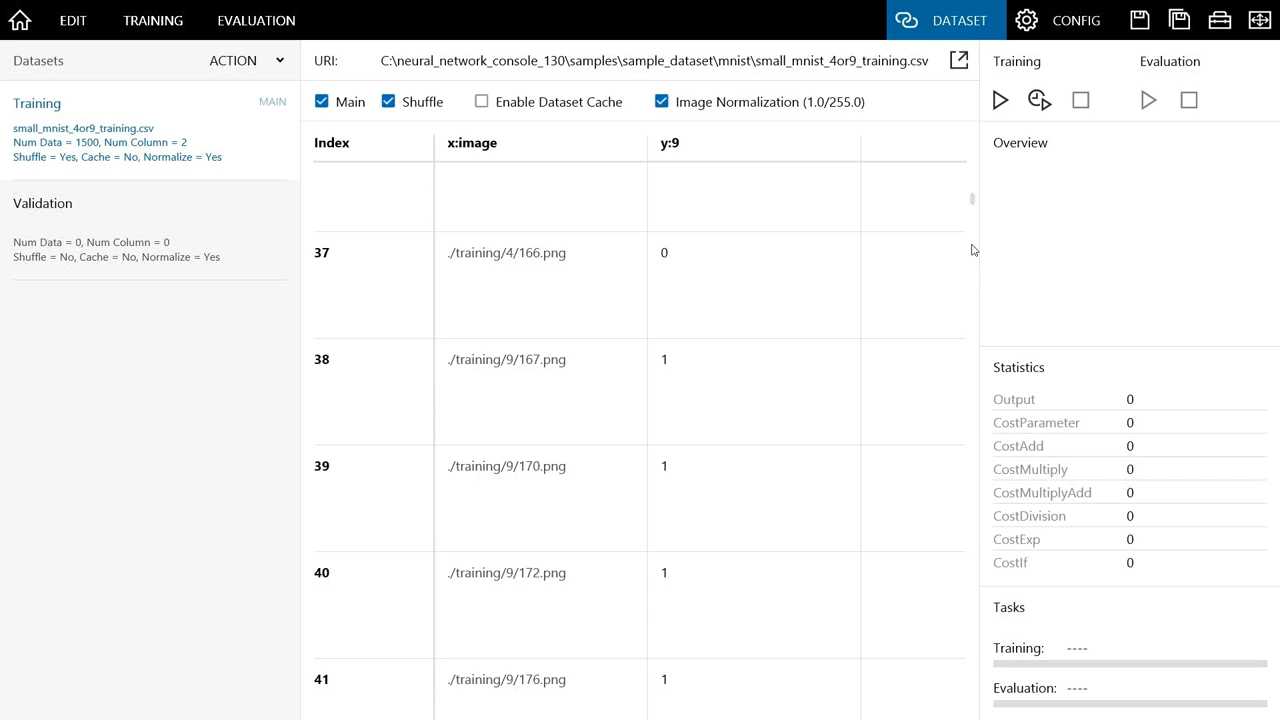 EDIT TRAINING EVALUATION DATASET CONFIG
Datasets ACTION
URI: C:\neural_network_console_130\samples\sample_dataset\mnist\small_mnist_4or9_training.csv
Training Evaluation
Training MAIN
small_mnist_4or9_training.csv
Num Data = 1500, Num Column = 2
Shuffle = Yes, Cache = No, Normalize = Yes
Validation
Num Data = 0, Num Column = 0
Shuffle = No, Cache = No, Normalize = Yes
Main Shuffle Enable Dataset Cache Image Normalization (1.0/255.0)
Index x:image y:9
37 ./training/4/166.png 0
38 ./training/9/167.png 1
39 ./training/9/170.png 1
40 ./training/9/172.png 1
41 ./training/9/176.png 1
Overview
Statistics
Output 0
CostParameter 0
CostAdd 0
CostMultiply 0
CostMultiplyAdd 0
CostDivision 0
CostExp 0
CostIf 0
Tasks
Training: ----
Evaluation: ----